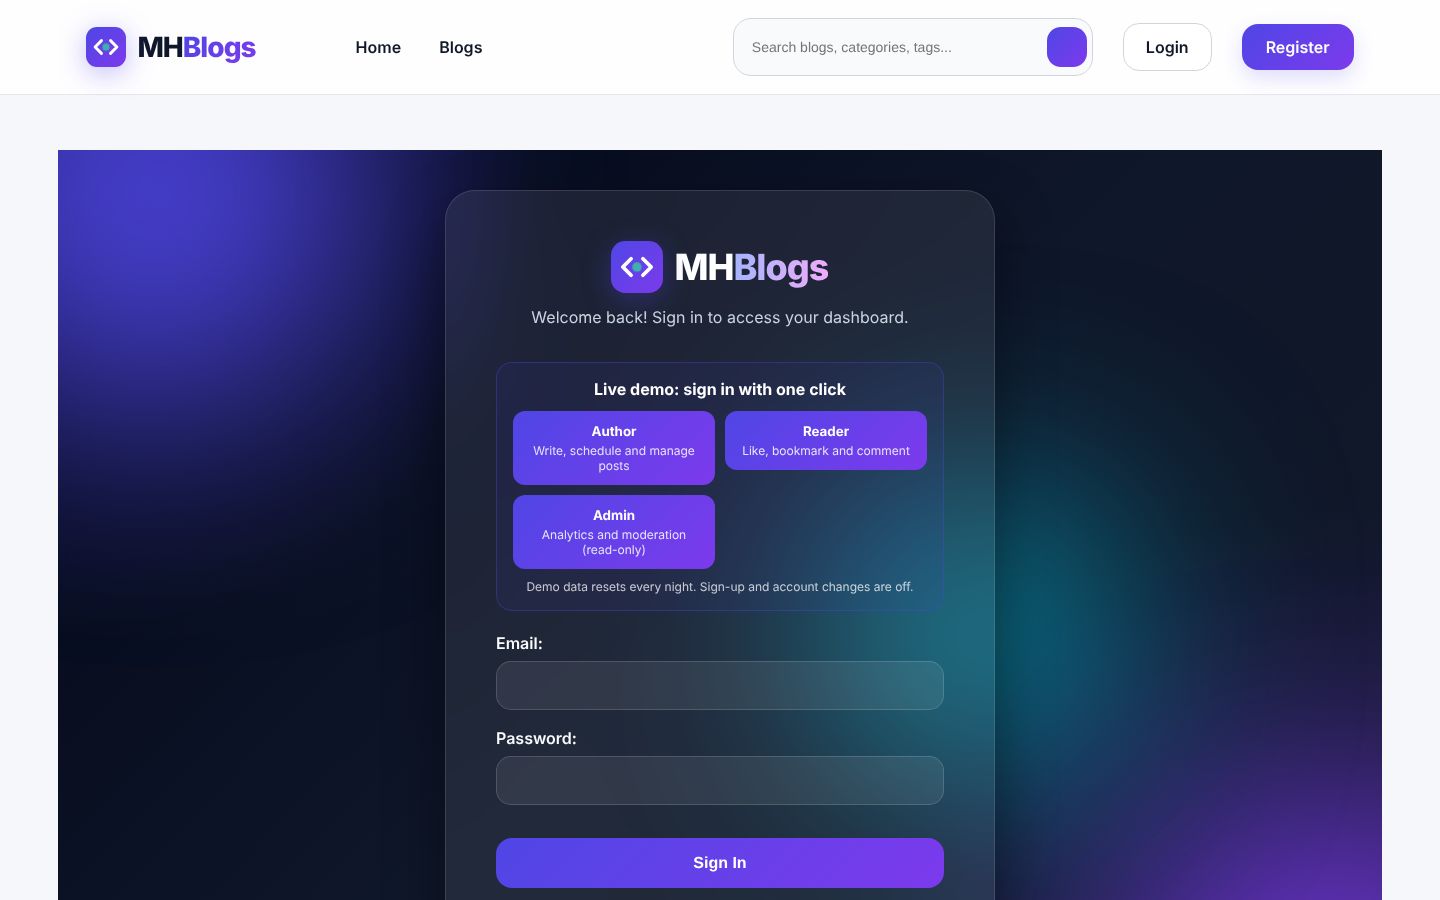 MHBlogs
Home
Blogs
Search blogs, categories, tags...
Login
Register
MHBlogs
Welcome back! Sign in to access your dashboard.
Live demo: sign in with one click
Author
Write, schedule and manage
posts
Reader
Like, bookmark and comment
Admin
Analytics and moderation
(read-only)
Demo data resets every night. Sign-up and account changes are off.
Email:
Password:
Sign In